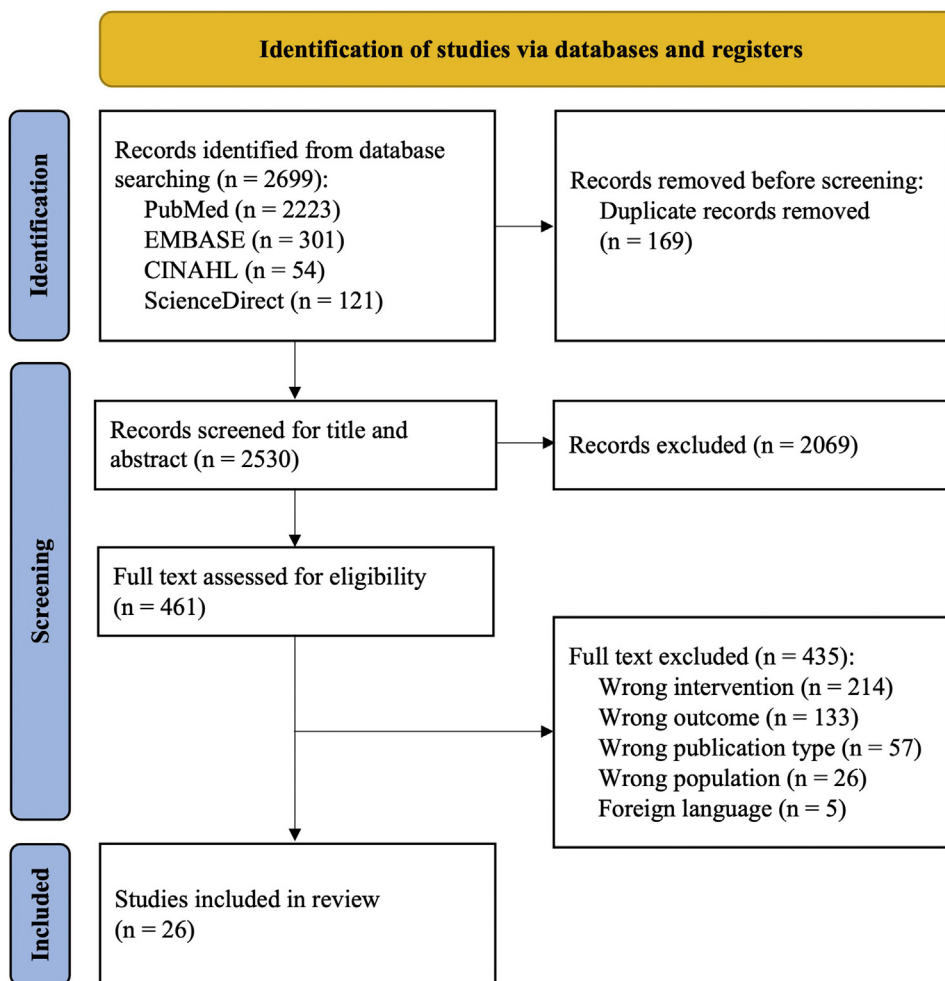 Identification of studies via databases and registers
Identification
Records identified from database
searching (n = 2699):
PubMed (n = 2223)
EMBASE (n = 301)
CINAHL (n = 54)
ScienceDirect (n = 121)
Records removed before screening:
Duplicate records removed
(n = 169)
Screening
Records screened for title and
abstract (n = 2530)
Records excluded (n = 2069)
Full text assessed for eligibility
(n = 461)
Full text excluded (n = 435):
Wrong intervention (n = 214)
Wrong outcome (n = 133)
Wrong publication type (n = 57)
Wrong population (n = 26)
Foreign language (n = 5)
Included
Studies included in review
(n = 26)